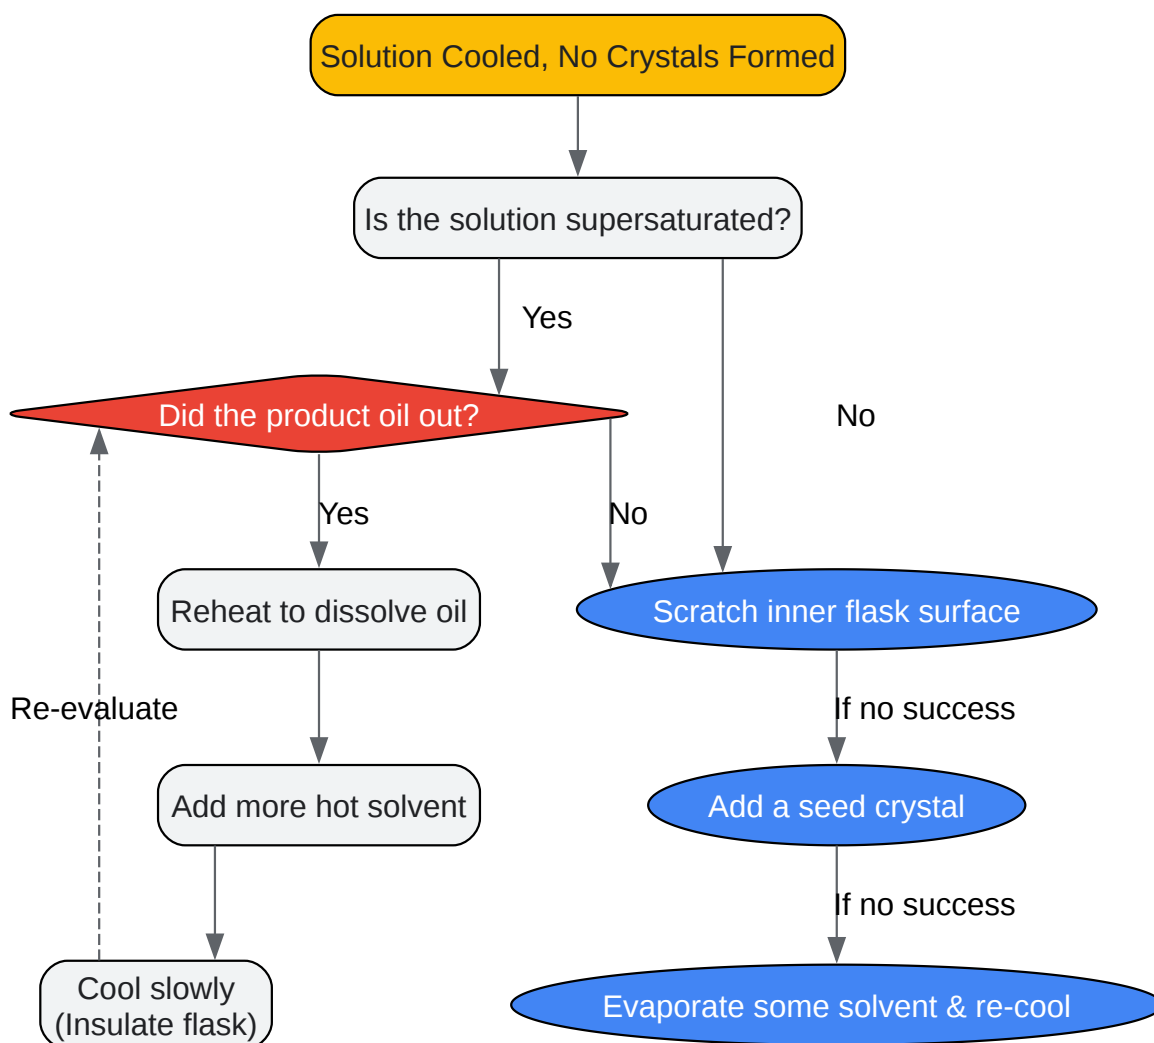 Solution Cooled, No Crystals Formed
Is the solution supersaturated?
Yes
Did the product oil out?
No
Yes
No
Reheat to dissolve oil
Scratch inner flask surface
Re-evaluate
If no success
Add more hot solvent
Add a seed crystal
If no success
Cool slowly
(Insulate flask)
Evaporate some solvent & re-cool